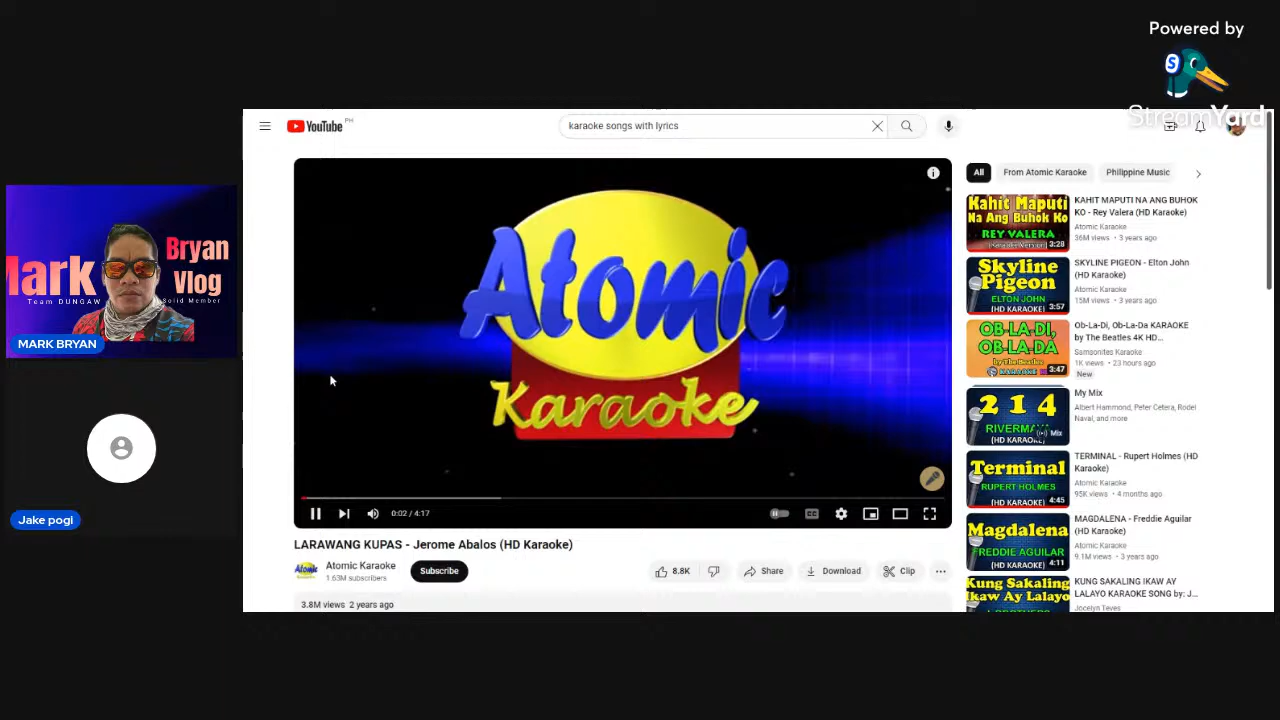 Powered by
StreamYard
YouTube PH
karaoke songs with lyrics
Mark
Bryan
Vlog
Team DUNGAW
Solid Member
MARK BRYAN
Jake pogi
Atomic
Karaoke
0:02 / 4:17
LARAWANG KUPAS - Jerome Abalos (HD Karaoke)
Atomic Karaoke
1.63M subscribers
Subscribe
8.8K
Share
Download
Clip
3.8M views 2 years ago
All
From Atomic Karaoke
Philippine Music
Kahit Maputi
Na Ang Buhok Ko
REY VALERA
(Karaoke Version)
3:28
KAHIT MAPUTI NA ANG BUHOK
KO - Rey Valera (HD Karaoke)
Atomic Karaoke
36M views • 3 years ago
Skyline
Pigeon
ELTON JOHN
(HD KARAOKE)
3:57
SKYLINE PIGEON - Elton John
(HD Karaoke)
Atomic Karaoke
15M views • 3 years ago
OB-LA-DI,
OB-LA-DA
by The Beatles
3:47
Ob-La-Di, Ob-La-Da KARAOKE
by The Beatles 4K HD...
Samsonites Karaoke
1K views • 23 hours ago
New
2 1 4
RIVERMAYA
(HD KARAOKE)
Mix
My Mix
Albert Hammond, Peter Cetera, Rodel
Naval, and more
Terminal
RUPERT HOLMES
(HD KARAOKE)
4:45
TERMINAL - Rupert Holmes (HD
Karaoke)
Atomic Karaoke
95K views • 4 months ago
Magdalena
FREDDIE AGUILAR
(HD KARAOKE)
4:11
MAGDALENA - Freddie Aguilar
(HD Karaoke)
Atomic Karaoke
9.1M views • 3 years ago
Kung Sakaling
Ikaw Ay Lalayo
KUNG SAKALING IKAW AY
LALAYO KARAOKE SONG by: J...
Jocelyn Teves